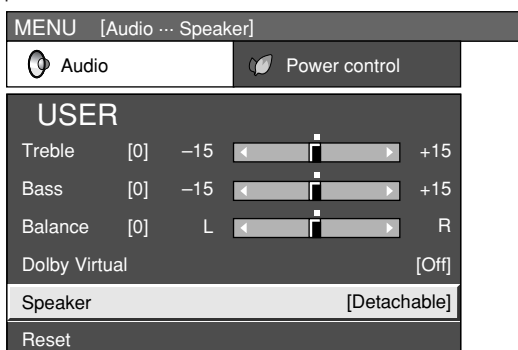 MENU [Audio ··· Speaker]
Audio Power control
USER
Treble [0] –15 +15
Bass [0] –15 +15
Balance [0] L R
Dolby Virtual [Off]
Speaker [Detachable]
Reset